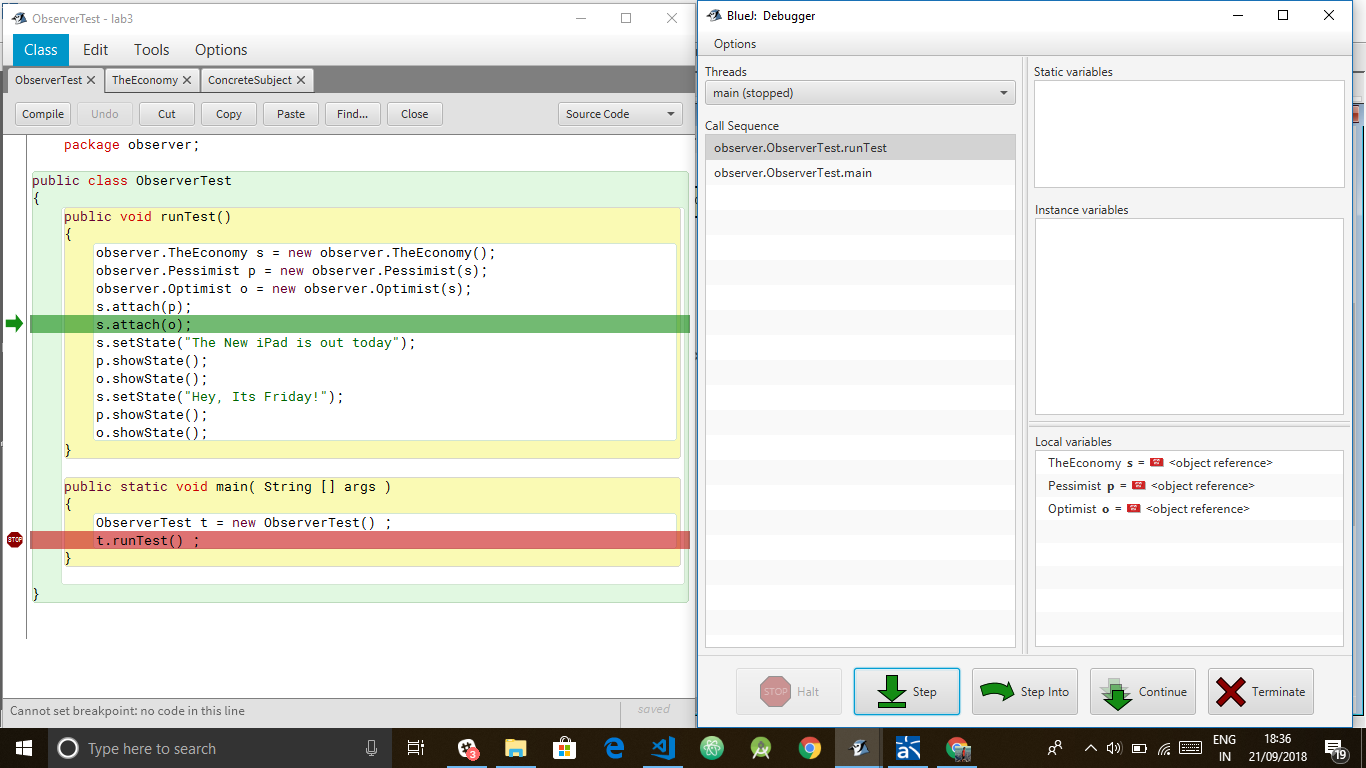 ObserverTest - lab3
Class Edit Tools Options
ObserverTest TheEconomy ConcreteSubject
Compile Undo Cut Copy Paste Find... Close Source Code
package observer;
public class ObserverTest
{
public void runTest()
{
observer.TheEconomy s = new observer.TheEconomy();
observer.Pessimist p = new observer.Pessimist(s);
observer.Optimist o = new observer.Optimist(s);
s.attach(p);
s.attach(o);
s.setState("The New iPad is out today");
p.showState();
o.showState();
s.setState("Hey, Its Friday!");
p.showState();
o.showState();
}
public static void main( String [] args )
{
ObserverTest t = new ObserverTest() ;
STOP t.runTest() ;
}
}
Cannot set breakpoint: no code in this line
saved
BlueJ: Debugger
Options
Threads
main (stopped)
Call Sequence
observer.ObserverTest.runTest
observer.ObserverTest.main
Static variables
Instance variables
Local variables
TheEconomy s = <object reference>
Pessimist p = <object reference>
Optimist o = <object reference>
STOP Halt Step Step Into Continue Terminate
Type here to search
3
ENG
IN
18:36
21/09/2018
19